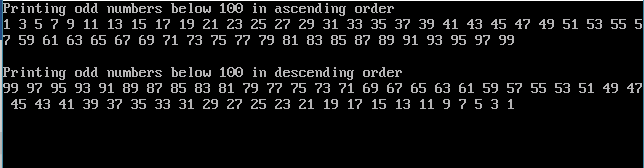 Printing odd numbers below 100 in ascending order
1 3 5 7 9 11 13 15 17 19 21 23 25 27 29 31 33 35 37 39 41 43 45 47 49 51 53 55 5
7 59 61 63 65 67 69 71 73 75 77 79 81 83 85 87 89 91 93 95 97 99
Printing odd numbers below 100 in descending order
99 97 95 93 91 89 87 85 83 81 79 77 75 73 71 69 67 65 63 61 59 57 55 53 51 49 47
45 43 41 39 37 35 33 31 29 27 25 23 21 19 17 15 13 11 9 7 5 3 1